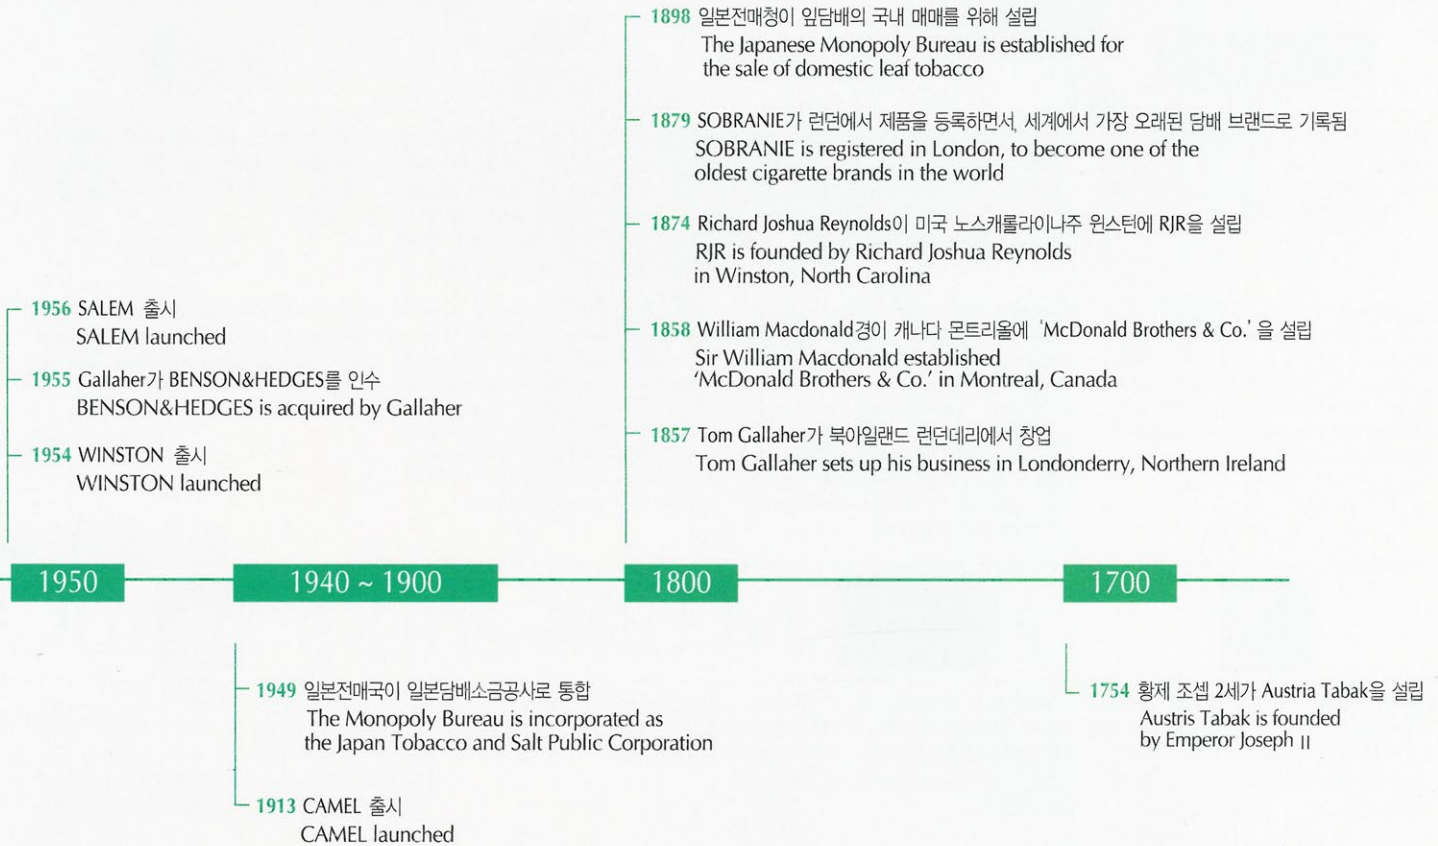 1898 일본전매청이 잎담배의 국내 매매를 위해 설립
The Japanese Monopoly Bureau is established for
the sale of domestic leaf tobacco
1879 SOBRANIE가 런던에서 제품을 등록하면서, 세계에서 가장 오래된 담배 브랜드로 기록됨
SOBRANIE is registered in London, to become one of the
oldest cigarette brands in the world
1874 Richard Joshua Reynolds이 미국 노스캐롤라이나주 윈스턴에 RJR을 설립
RJR is founded by Richard Joshua Reynolds
in Winston, North Carolina
1858 William Macdonald경이 캐나다 몬트리올에 'McDonald Brothers & Co.' 을 설립
Sir William Macdonald established
'McDonald Brothers & Co.' in Montreal, Canada
1857 Tom Gallaher가 북아일랜드 런던데리에서 창업
Tom Gallaher sets up his business in Londonderry, Northern Ireland
1956 SALEM 출시
SALEM launched
1955 Gallaher가 BENSON&HEDGES를 인수
BENSON&HEDGES is acquired by Gallaher
1954 WINSTON 출시
WINSTON launched
1950
1940 ~ 1900
1800
1700
1949 일본전매국이 일본담배소금공사로 통합
The Monopoly Bureau is incorporated as
the Japan Tobacco and Salt Public Corporation
1913 CAMEL 출시
CAMEL launched
1754 황제 조셉 2세가 Austria Tabak을 설립
Austris Tabak is founded
by Emperor Joseph II